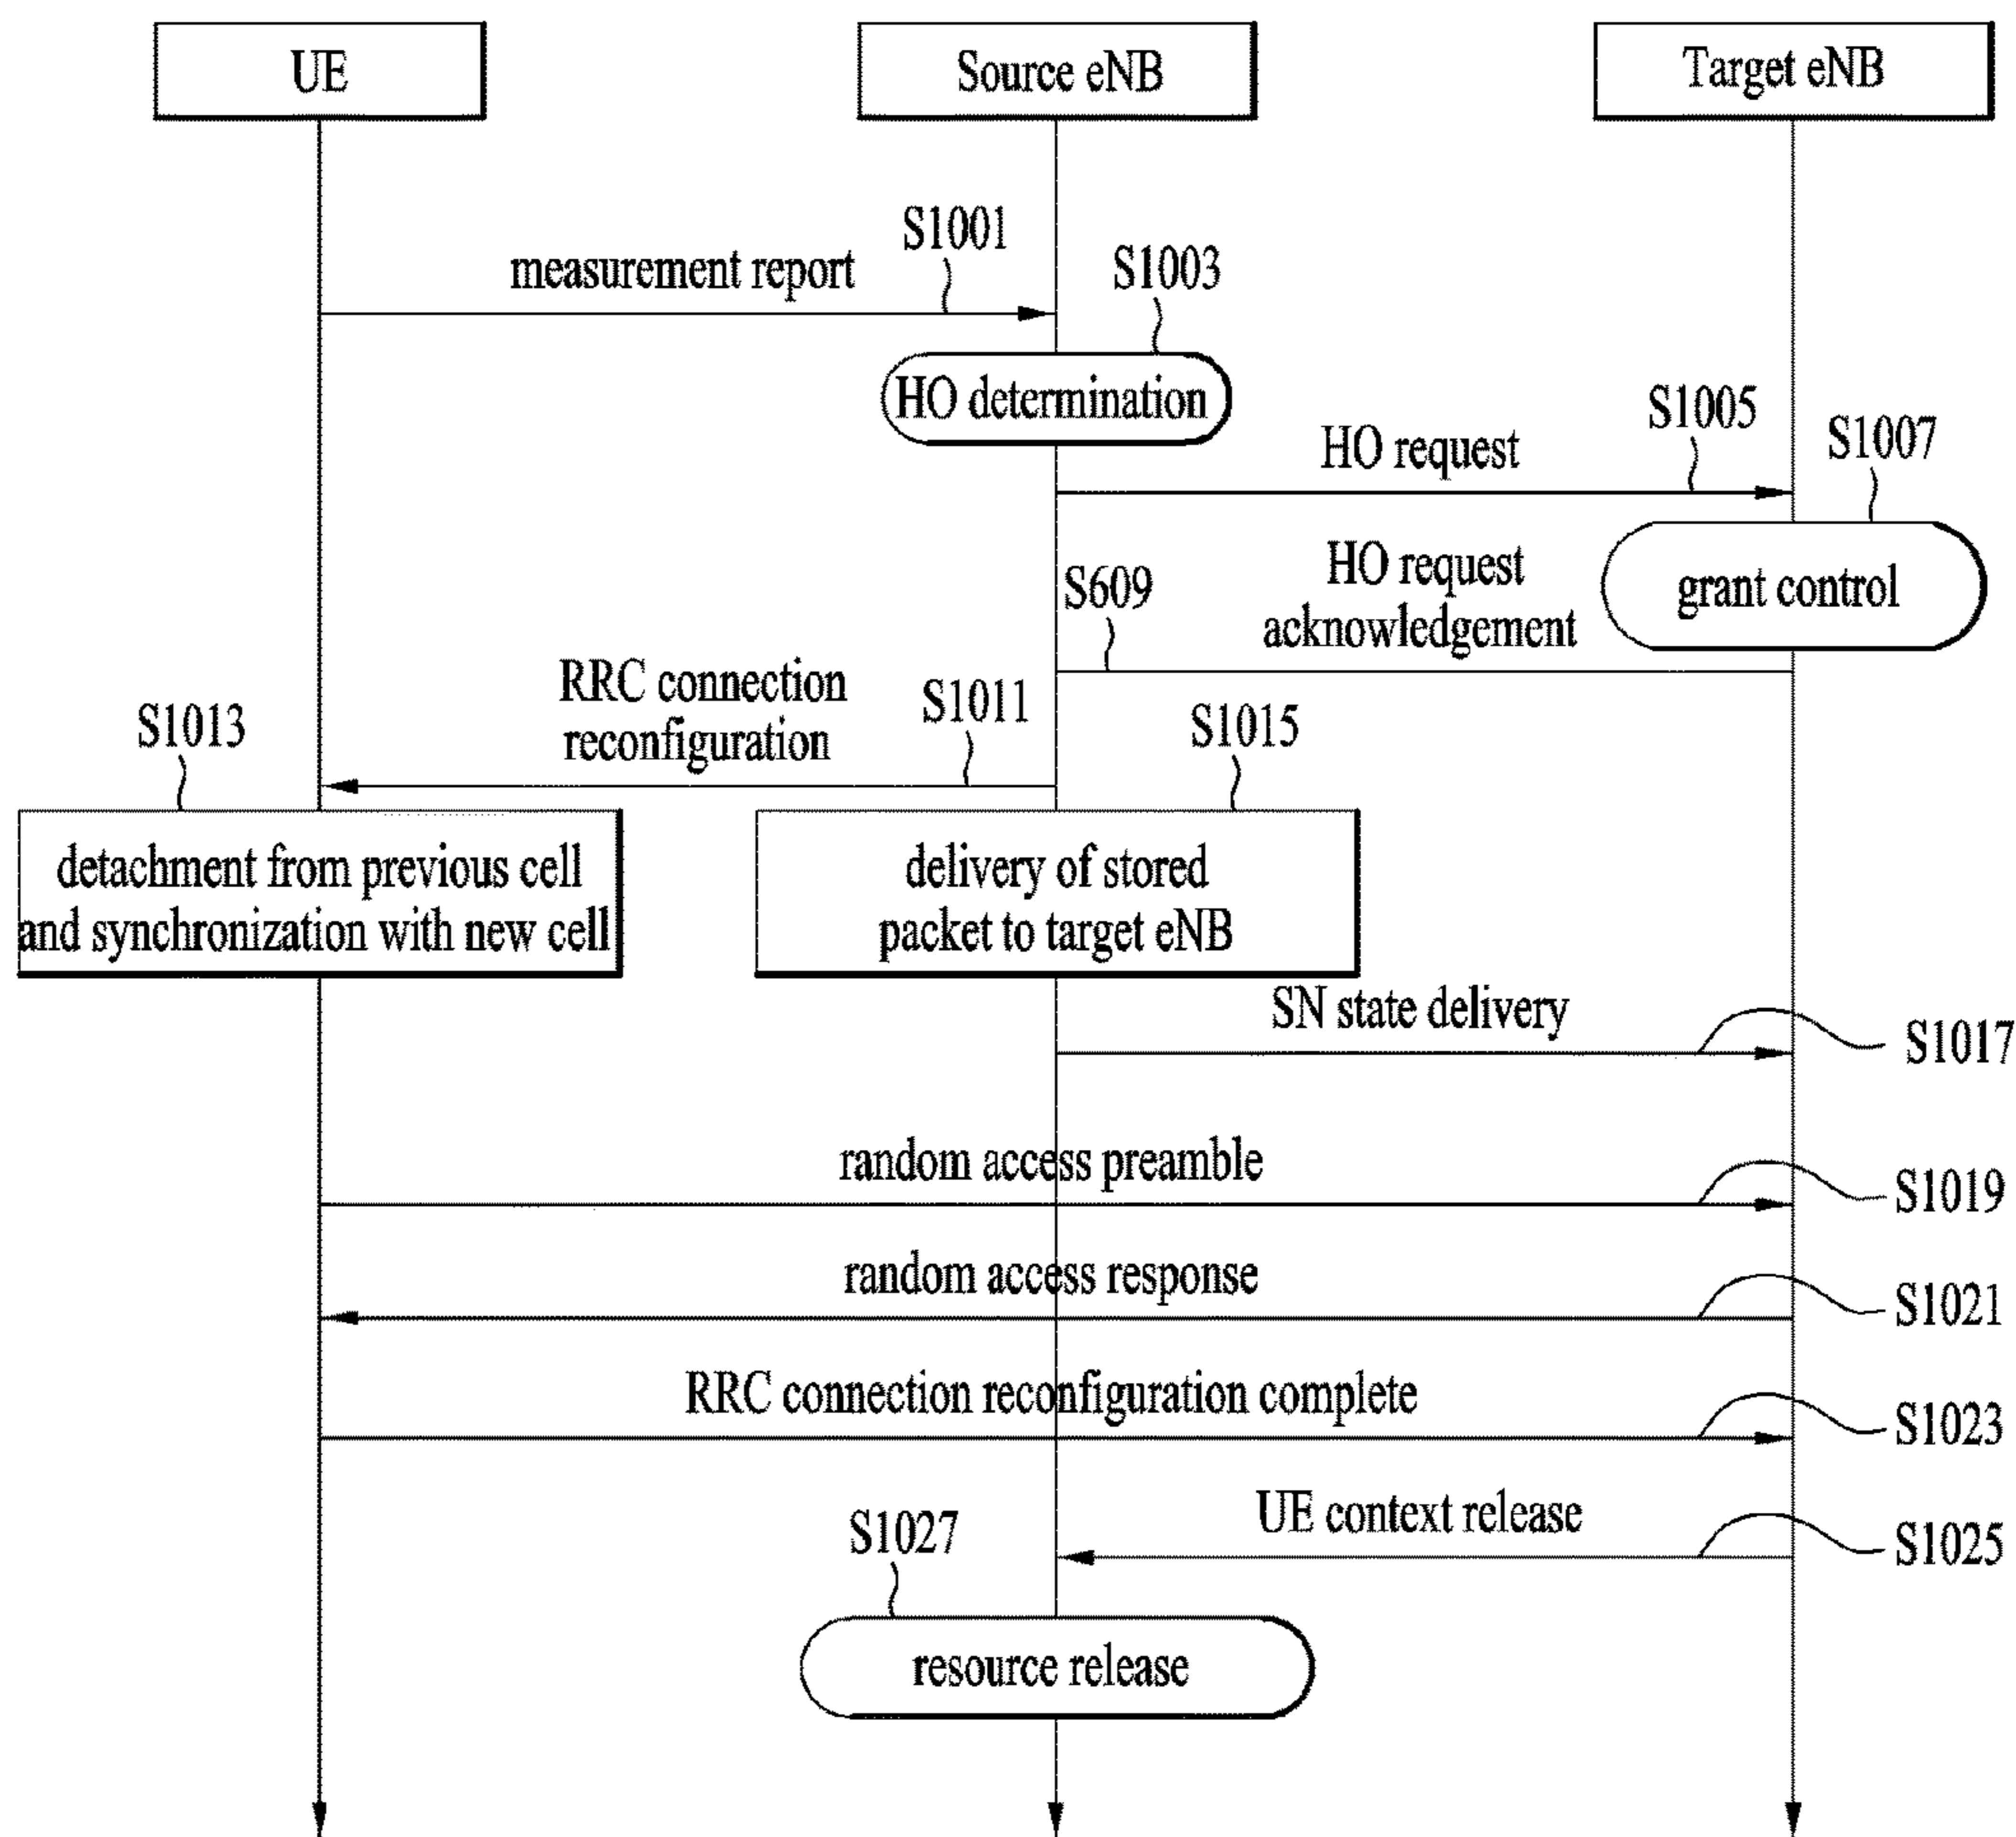 UE
Source eNB
Target eNB
S1001
measurement report
S1003
HO determination
S1005
HO request
S1007
grant control
HO request
acknowledgement
S609
RRC connection
reconfiguration
S1011
S1013
S1015
detachment from previous cell
and synchronization with new cell
delivery of stored
packet to target eNB
SN state delivery
S1017
random access preamble
S1019
random access response
S1021
RRC connection reconfiguration complete
S1023
UE context release
S1025
S1027
resource release